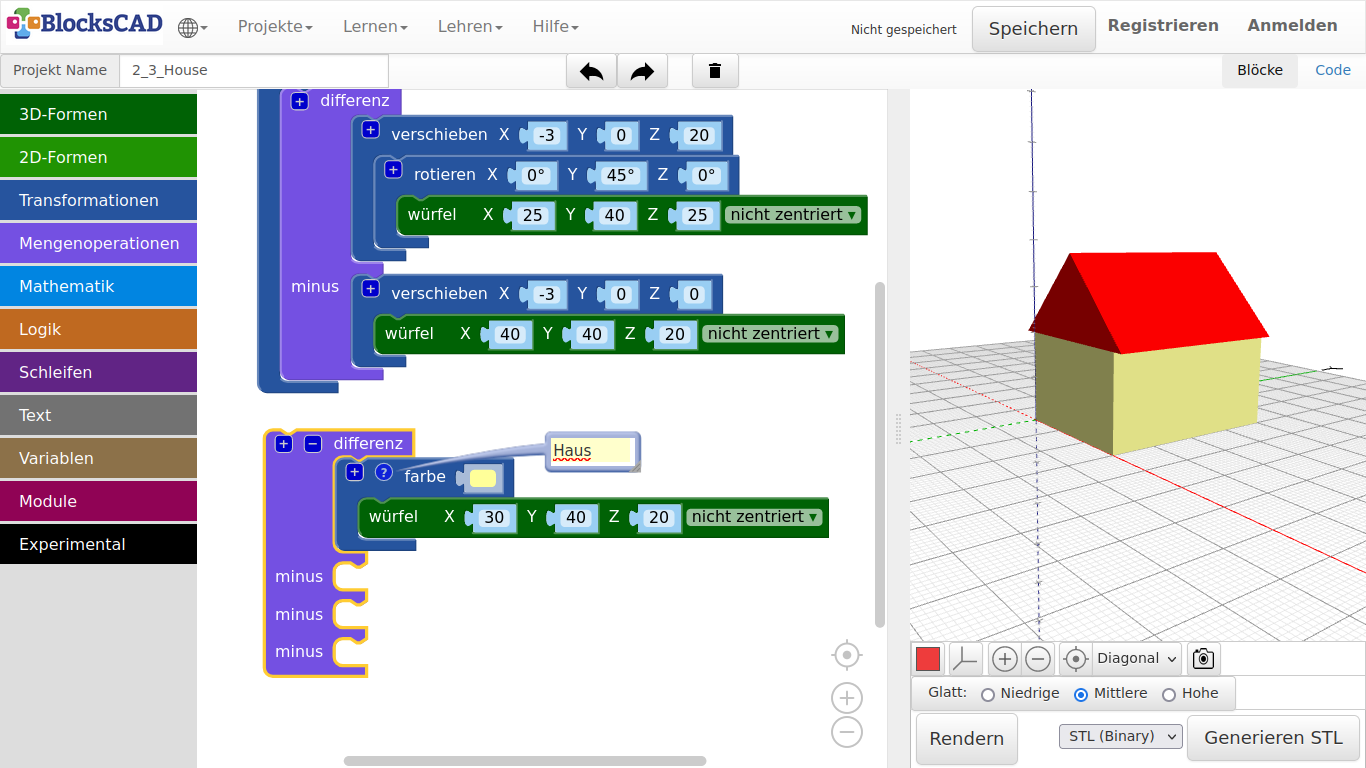 BlocksCAD Projekte Lernen Lehren Hilfe Nicht gespeichert Speichern Registrieren Anmelden
Projekt Name 2_3_House Blöcke Code
3D-Formen
2D-Formen
Transformationen
Mengenoperationen
Mathematik
Logik
Schleifen
Text
Variablen
Module
Experimental
+ differenz
+ verschieben X -3 Y 0 Z 20
+ rotieren X 0° Y 45° Z 0°
würfel X 25 Y 40 Z 25 nicht zentriert ▾
minus + verschieben X -3 Y 0 Z 0
würfel X 40 Y 40 Z 20 nicht zentriert ▾
+ − differenz
Haus
+ ? farbe
würfel X 30 Y 40 Z 20 nicht zentriert ▾
minus
minus
minus
Diagonal
Glatt: Niedrige Mittlere Hohe
Rendern STL (Binary) Generieren STL